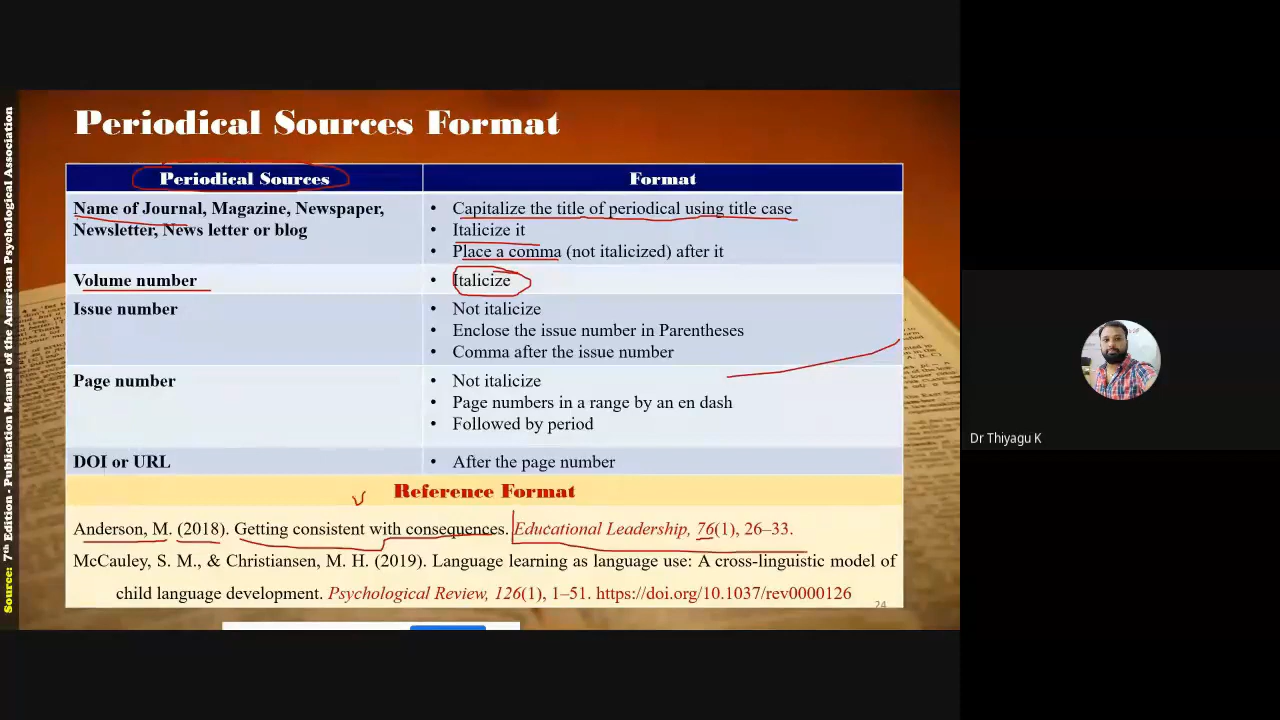 Periodical Sources Format
Source: 7th Edition - Publication Manual of the American Psychological Association
Periodical Sources
Format
Name of Journal, Magazine, Newspaper,
Newsletter, News letter or blog
• Capitalize the title of periodical using title case
• Italicize it
• Place a comma (not italicized) after it
Volume number
• Italicize
Issue number
• Not italicize
• Enclose the issue number in Parentheses
• Comma after the issue number
Page number
• Not italicize
• Page numbers in a range by an en dash
• Followed by period
DOI or URL
• After the page number
Reference Format
Anderson, M. (2018). Getting consistent with consequences. Educational Leadership, 76(1), 26–33.
McCauley, S. M., & Christiansen, M. H. (2019). Language learning as language use: A cross-linguistic model of
child language development. Psychological Review, 126(1), 1–51. https://doi.org/10.1037/rev0000126
24
Dr Thiyagu K